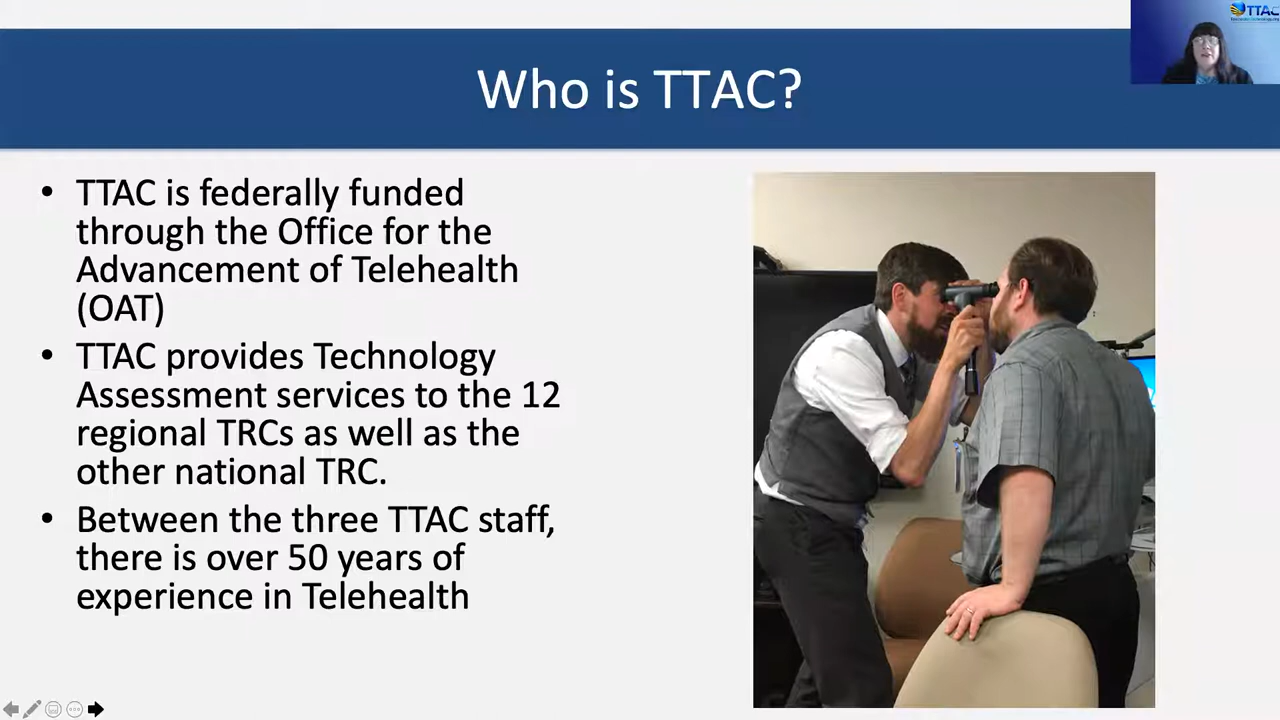 TTAC
Who is TTAC?
• TTAC is federally funded
through the Office for the
Advancement of Telehealth
(OAT)
• TTAC provides Technology
Assessment services to the 12
regional TRCs as well as the
other national TRC.
• Between the three TTAC staff,
there is over 50 years of
experience in Telehealth